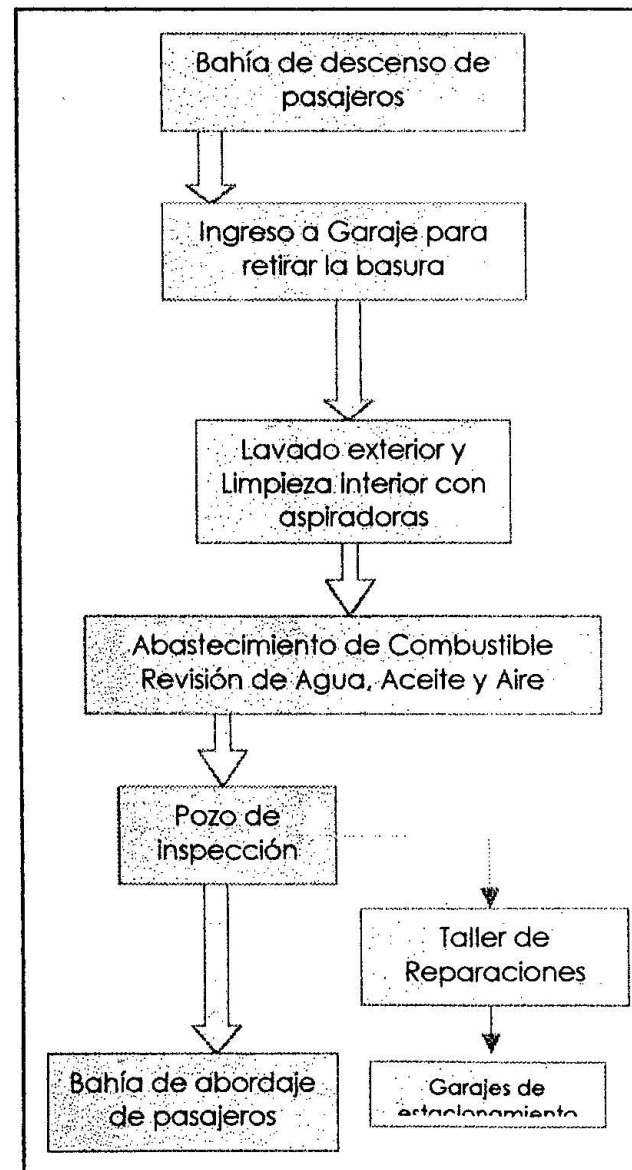 Bahía de descenso de
pasajeros
Ingreso a Garaje para
retirar la basura
Lavado exterior y
Limpieza interior con
aspiradoras
Abastecimiento de Combustible
Revisión de Agua, Aceite y Aire
Pozo de
inspección
Taller de
Reparaciones
Bahía de abordaje
de pasajeros
Garajes de
estacionamiento